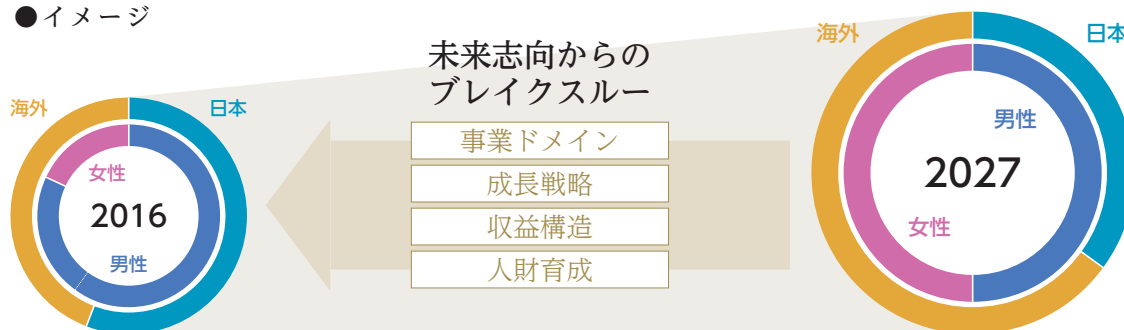 ●イメージ
未来志向からの
ブレイクスルー
海外
日本
女性
2016
男性
事業ドメイン
成長戦略
収益構造
人財育成
海外
日本
男性
2027
女性